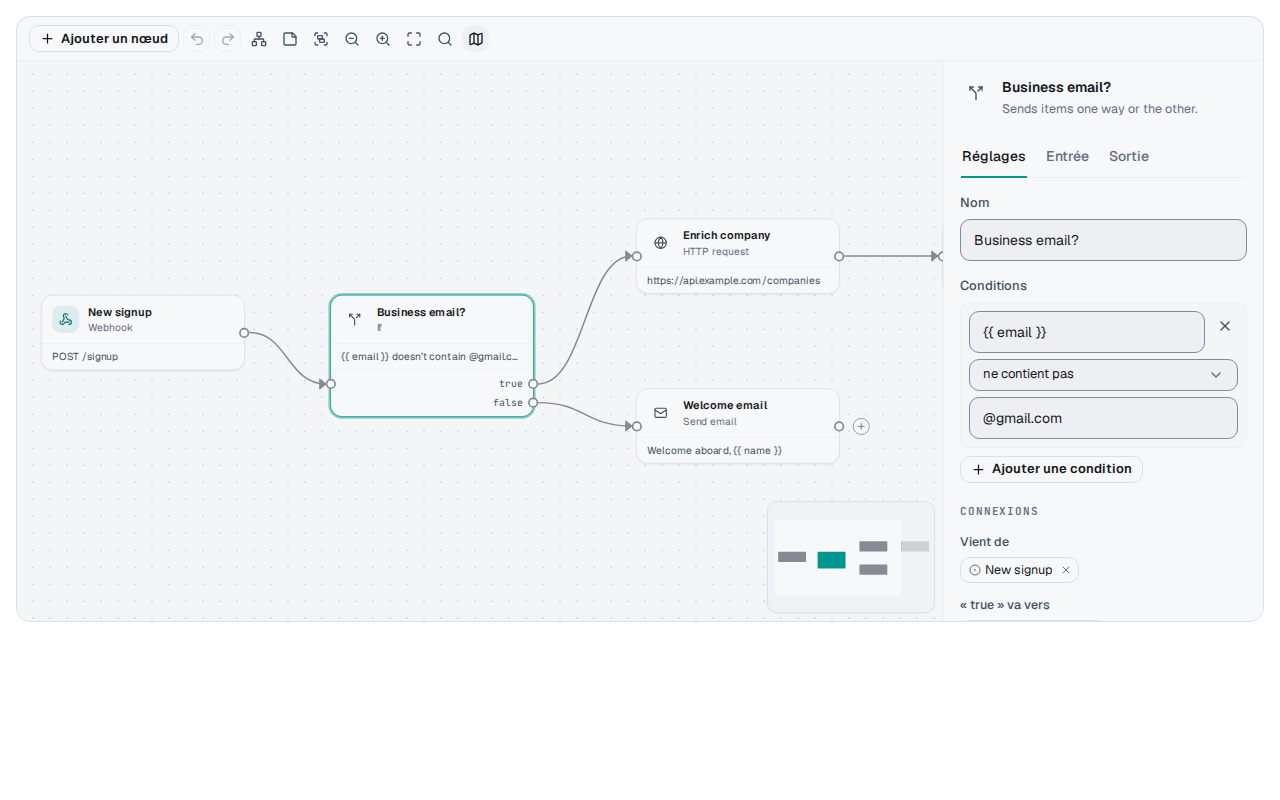 Ajouter un nœud
Business email?
Sends items one way or the other.
Réglages
Entrée
Sortie
Nom
Business email?
Conditions
{{ email }}
ne contient pas
@gmail.com
Ajouter une condition
CONNEXIONS
Vient de
New signup
« true » va vers
New signup
Webhook
POST /signup
Business email?
If
{{ email }} doesn't contain @gmail.c…
true
false
Enrich company
HTTP request
https://api.example.com/companies
Welcome email
Send email
Welcome aboard, {{ name }}